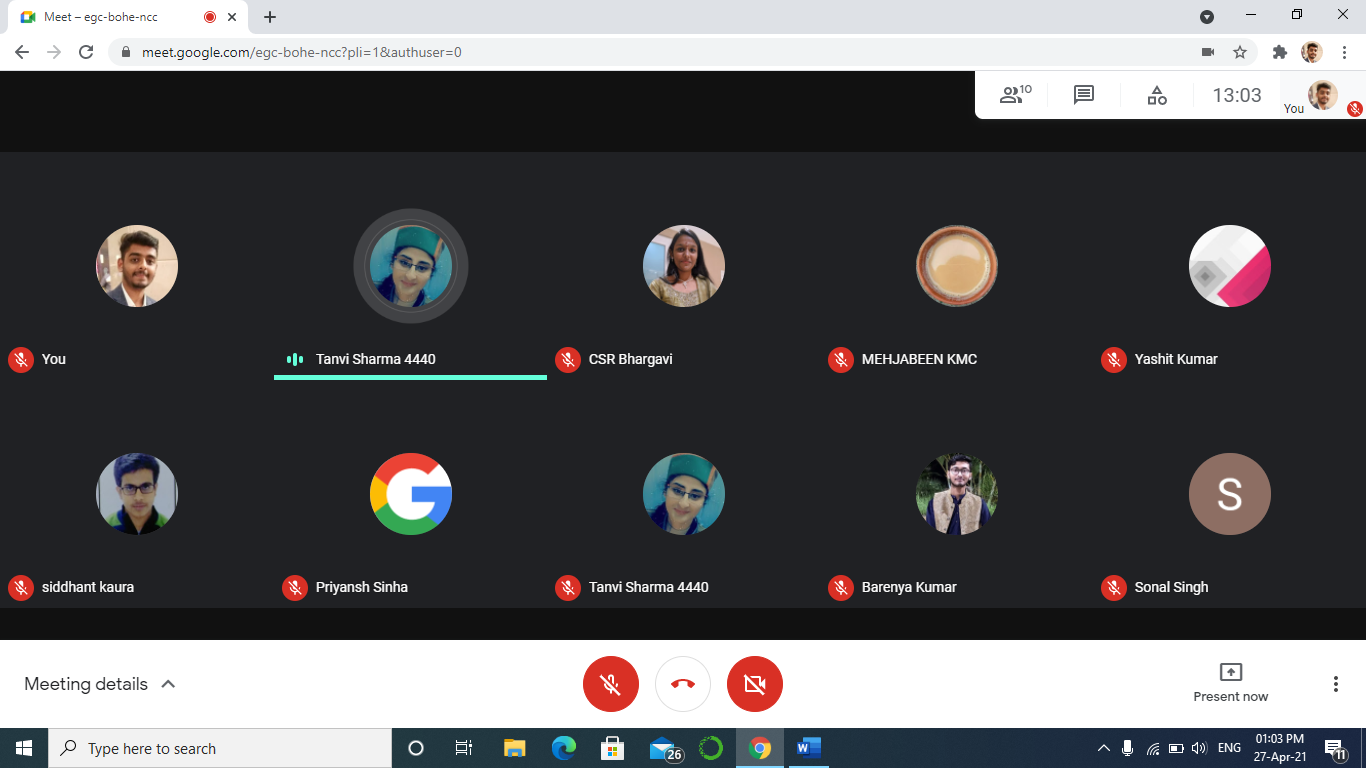 Meet – egc-bohe-ncc
meet.google.com/egc-bohe-ncc?pli=1&authuser=0
10
13:03
You
You
Tanvi Sharma 4440
CSR Bhargavi
MEHJABEEN KMC
Yashit Kumar
S
siddhant kaura
Priyansh Sinha
Tanvi Sharma 4440
Barenya Kumar
Sonal Singh
Meeting details
Present now
Type here to search
26
W
ENG
01:03 PM
27-Apr-21
11